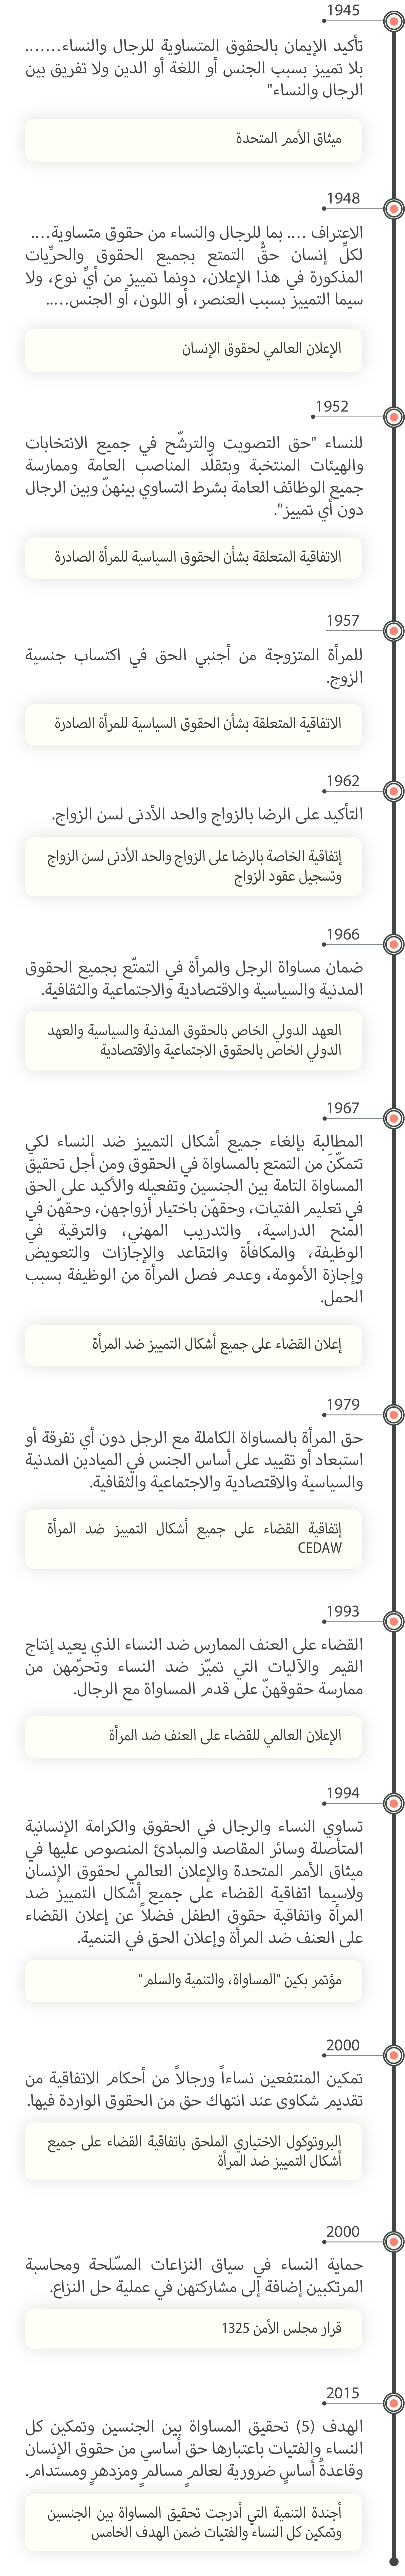 1945
تأكيد الإيمان بالحقوق المتساوية للرجال والنساء.......
بلا تمييز بسبب الجنس أو اللغة أو الدين ولا تفريق بين
الرجال والنساء"
ميثاق الأمم المتحدة
1948
الاعتراف .... بما للرجال والنساء من حقوق متساوية....
لكلِّ إنسان حقُّ التمتع بجميع الحقوق والحرِّيات
المذكورة في هذا الإعلان، دونما تمييز من أيِّ نوع، ولا
سيما التمييز بسبب العنصر، أو اللون، أو الجنس.....
الإعلان العالمي لحقوق الإنسان
1952
للنساء "حق التصويت والترشّح في جميع الانتخابات
والهيئات المنتخبة وبتقلّد المناصب العامة وممارسة
جميع الوظائف العامة بشرط التساوي بينهنّ وبين الرجال
دون أي تمييز".
الاتفاقية المتعلقة بشأن الحقوق السياسية للمرأة الصادرة
1957
للمرأة المتزوجة من أجنبي الحق في اكتساب جنسية
الزوج.
الاتفاقية المتعلقة بشأن الحقوق السياسية للمرأة الصادرة
1962
التأكيد على الرضا بالزواج والحد الأدنى لسن الزواج.
إتفاقية الخاصة بالرضا على الزواج والحد الأدنى لسن الزواج
وتسجيل عقود الزواج
1966
ضمان مساواة الرجل والمرأة في التمتّع بجميع الحقوق
المدنية والسياسية والاقتصادية والاجتماعية والثقافية.
العهد الدولي الخاص بالحقوق المدنية والسياسية والعهد
الدولي الخاص بالحقوق الاجتماعية والاقتصادية
1967
المطالبة بإلغاء جميع أشكال التمييز ضد النساء لكي
تتمكّنَ من التمتع بالمساواة في الحقوق ومن أجل تحقيق
المساواة التامة بين الجنسين وتفعيله والأكيد على الحق
في تعليم الفتيات، وحقهّن باختيار أزواجهن، وحقهّن في
المنح الدراسية، والتدريب المهني، والترقية في
الوظيفة، والمكافأة والتقاعد والإجازات والتعويض
وإجازة الأمومة، وعدم فصل المرأة من الوظيفة بسبب
الحمل.
إعلان القضاء على جميع أشكال التمييز ضد المرأة
1979
حق المرأة بالمساواة الكاملة مع الرجل دون أي تفرقة أو
استبعاد أو تقييد على أساس الجنس في الميادين المدنية
والسياسية والاقتصادية والاجتماعية والثقافية.
إتفاقية القضاء على جميع أشكال التمييز ضد المرأة
CEDAW
1993
القضاء على العنف الممارس ضد النساء الذي يعيد إنتاج
القيم والآليات التي تميّز ضد النساء وتحرّمهن من
ممارسة حقوقهنّ على قدم المساواة مع الرجال.
الإعلان العالمي للقضاء على العنف ضد المرأة
1994
تساوي النساء والرجال في الحقوق والكرامة الإنسانية
المتأصلة وسائر المقاصد والمبادئ المنصوص عليها في
ميثاق الأمم المتحدة والإعلان العالمي لحقوق الإنسان
ولاسيما اتفاقية القضاء على جميع أشكال التمييز ضد
المرأة واتفاقية حقوق الطفل فضلاً عن إعلان القضاء
على العنف ضد المرأة وإعلان الحق في التنمية.
مؤتمر بكين "المساواة، والتنمية والسلم"
2000
تمكين المنتفعين نساءاً ورجالاً من أحكام الاتفاقية من
تقديم شكاوى عند انتهاك حق من الحقوق الواردة فيها.
البروتوكول الاختياري الملحق باتفاقية القضاء على جميع
أشكال التمييز ضد المرأة
2000
حماية النساء في سياق النزاعات المسّلحة ومحاسبة
المرتكبين إضافة إلى مشاركتهن في عملية حل النزاع.
قرار مجلس الأمن 1325
2015
الهدف (5) تحقيق المساواة بين الجنسين وتمكين كل
النساء والفتيات باعتبارها حق أساسي من حقوق الإنسان
وقاعدةُ أساسٍ ضرورية لعالمٍ مسالمٍ ومزدهرٍ ومستدام.
أجندة التنمية التي أدرجت تحقيق المساواة بين الجنسين
وتمكين كل النساء والفتيات ضمن الهدف الخامس